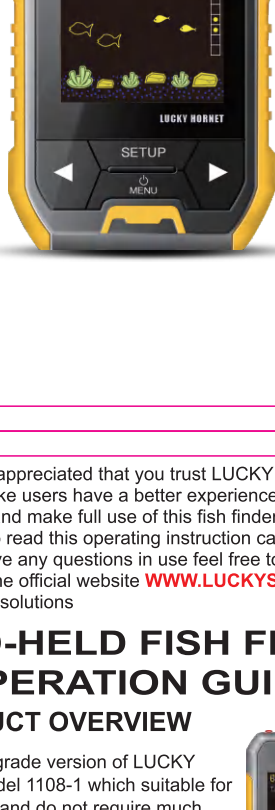 LUCKY HORNET
SETUP
MENU
appreciated that you trust LUCKY
ke users have a better experience
nd make full use of this fish finder
read this operating instruction ca
ve any questions in use feel free to
ne official website WWW.LUCKYS
solutions
D-HELD FISH FI
PERATION GUI
UCT OVERVIEW
grade version of LUCKY
del 1108-1 which suitable for
and do not require much